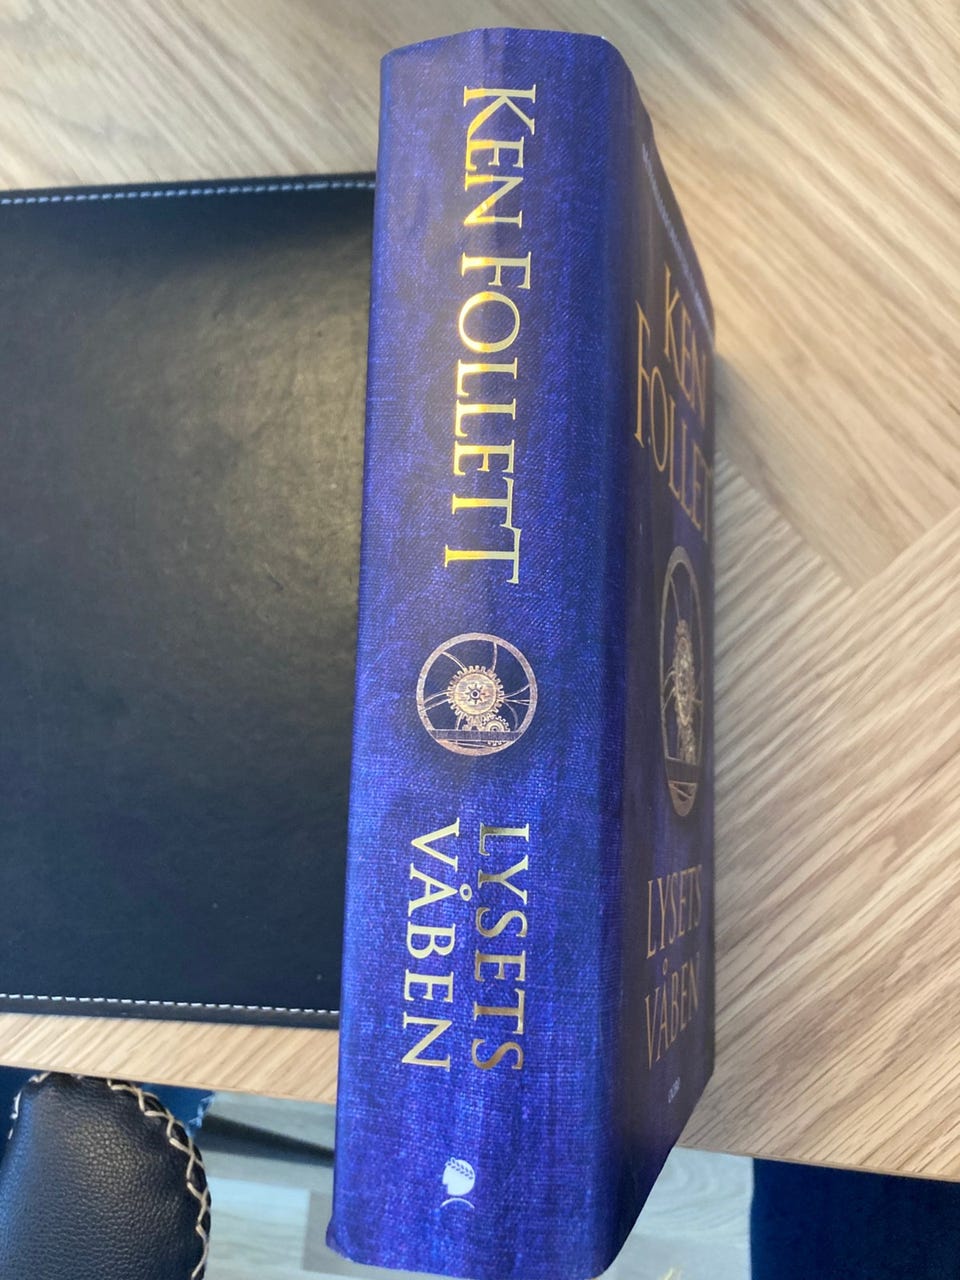 KEN FOLLETT
LYSETS
VÅBEN
KEN
FOLLETT
LYSETS
VÅBEN